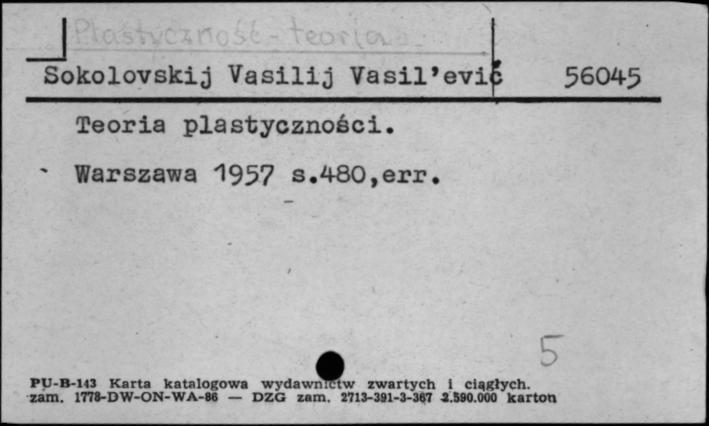 Plastyczność - teoria
Sokolovskij Vasilij Vasil'evič 56045
Teoria plastyczności.
Warszawa 1957 s.480,err.
5
PU-B-143 Karta katalogowa wydawnictw zwartych i ciągłych.
zam. 1778-DW-ON-WA-86 — DZG zam. 2713-391-3-367 2.590.000 karton